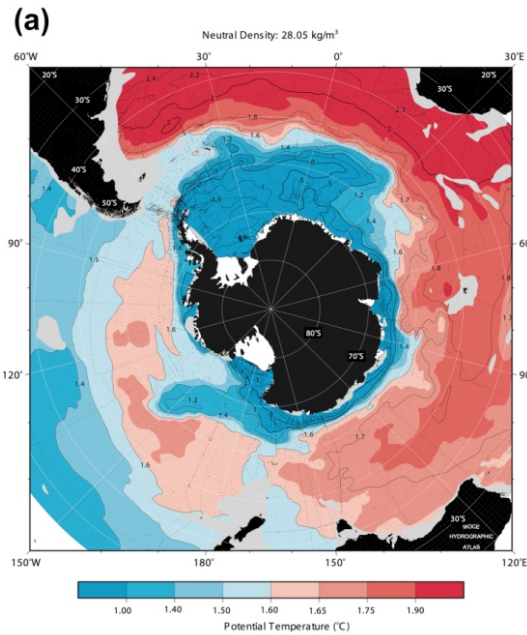 (a)
Neutral Density: 28.05 kg/m³
60°W 30° 0° 30°E
20°S 20°S
30°S 30°S
40°S
50°S
90° 60°
80°S
70°S
120° 90
30°S
WOCE
HYDROGRAPHIC
ATLAS
150°W 180° 150° 120°
1.00 1.40 1.50 1.60 1.65 1.75 1.90
Potential Temperature (°C)